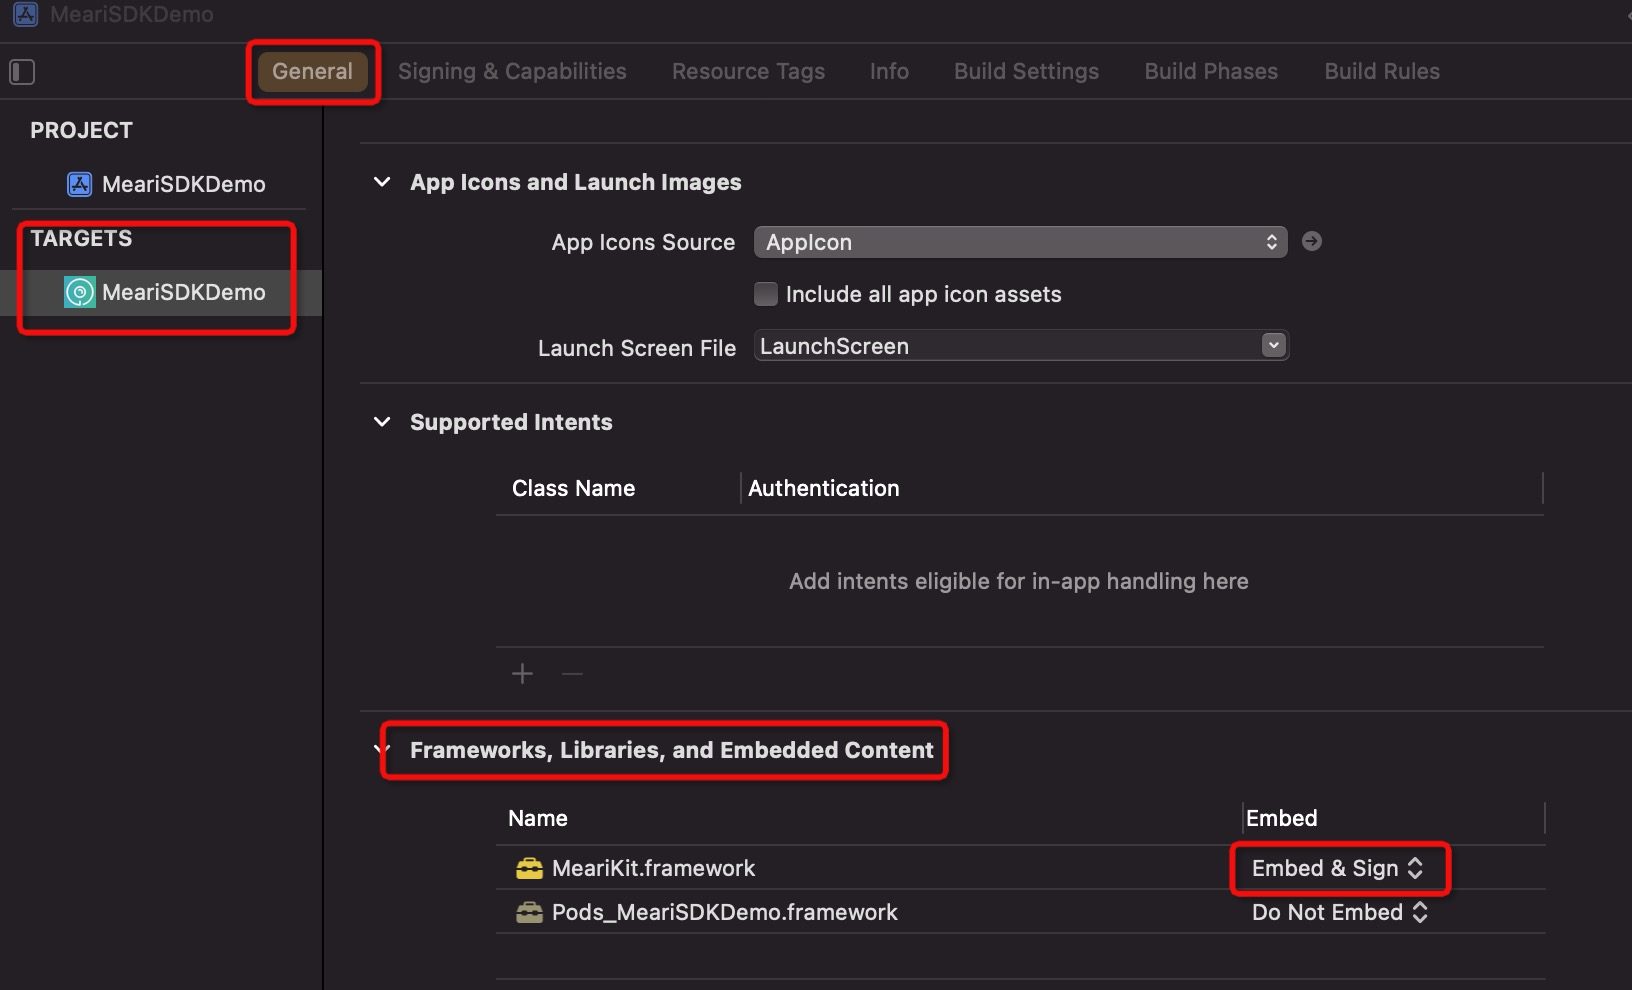 MeariSDKDemo
General Signing & Capabilities Resource Tags Info Build Settings Build Phases Build Rules
PROJECT
MeariSDKDemo
TARGETS
MeariSDKDemo
App Icons and Launch Images
App Icons Source AppIcon
Include all app icon assets
Launch Screen File LaunchScreen
Supported Intents
Class Name Authentication
Add intents eligible for in-app handling here
Frameworks, Libraries, and Embedded Content
Name Embed
MeariKit.framework Embed & Sign
Pods_MeariSDKDemo.framework Do Not Embed